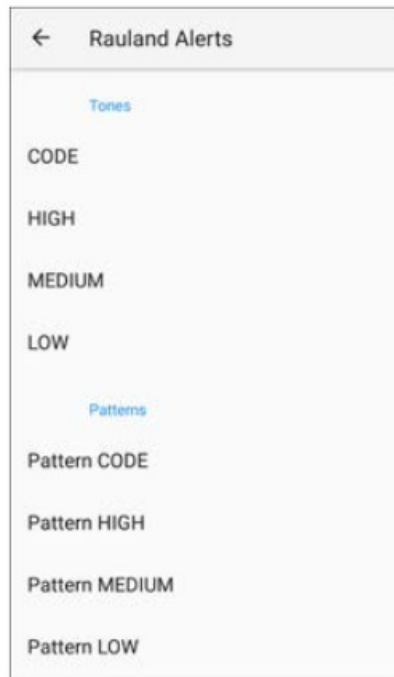 Rauland Alerts
Tones
CODE
HIGH
MEDIUM
LOW
Patterns
Pattern CODE
Pattern HIGH
Pattern MEDIUM
Pattern LOW